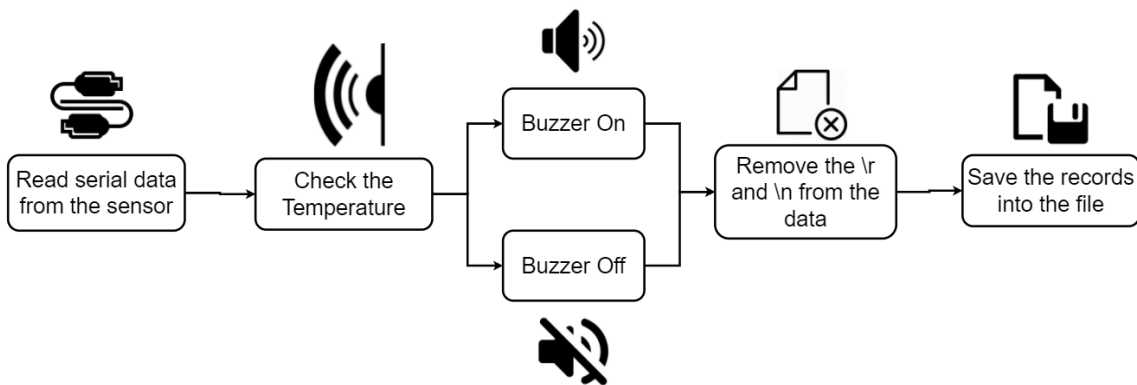 Read serial data
from the sensor
Check the
Temperature
Buzzer On
Buzzer Off
Remove the \r
and \n from the
data
Save the records
into the file